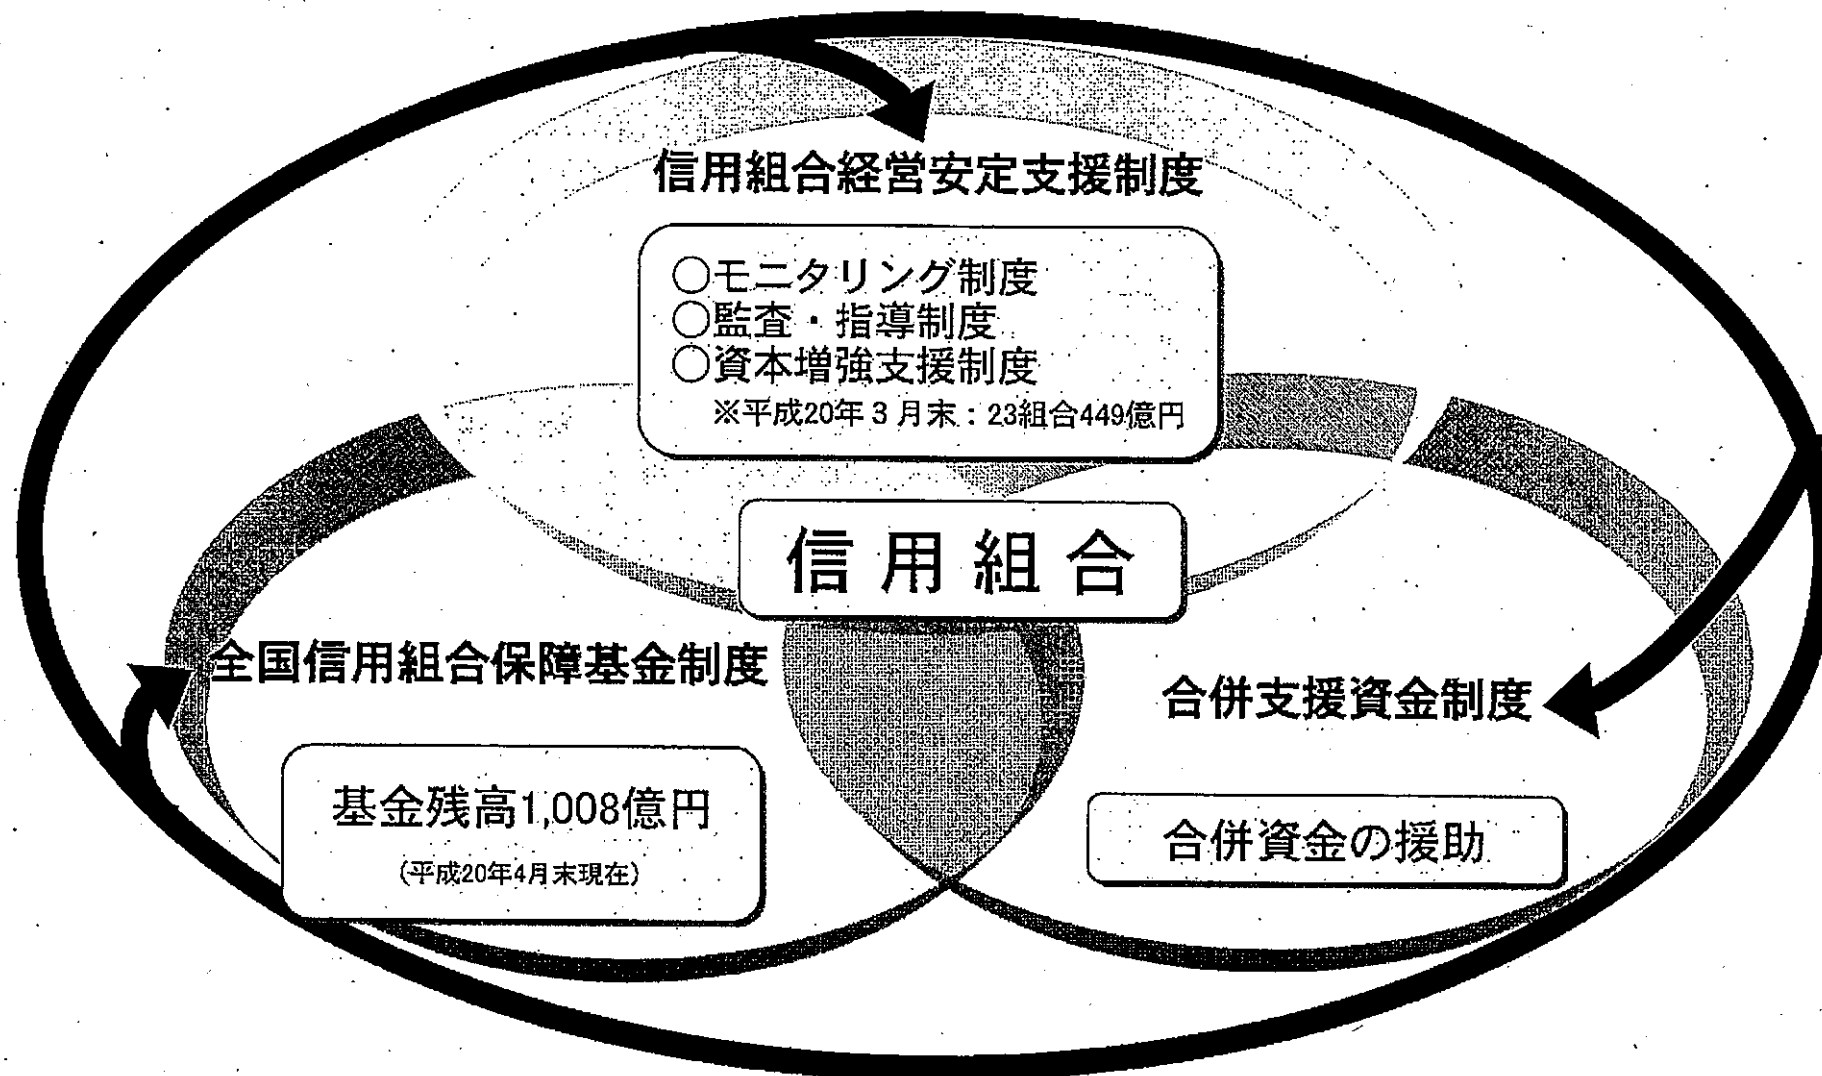 信用組合経営安定支援制度
○モニタリング制度
○監査・指導制度
○資本増強支援制度
※平成20年3月末：23組合449億円
信用組合
全国信用組合保障基金制度
基金残高1,008億円
（平成20年4月末現在）
合併支援資金制度
合併資金の援助